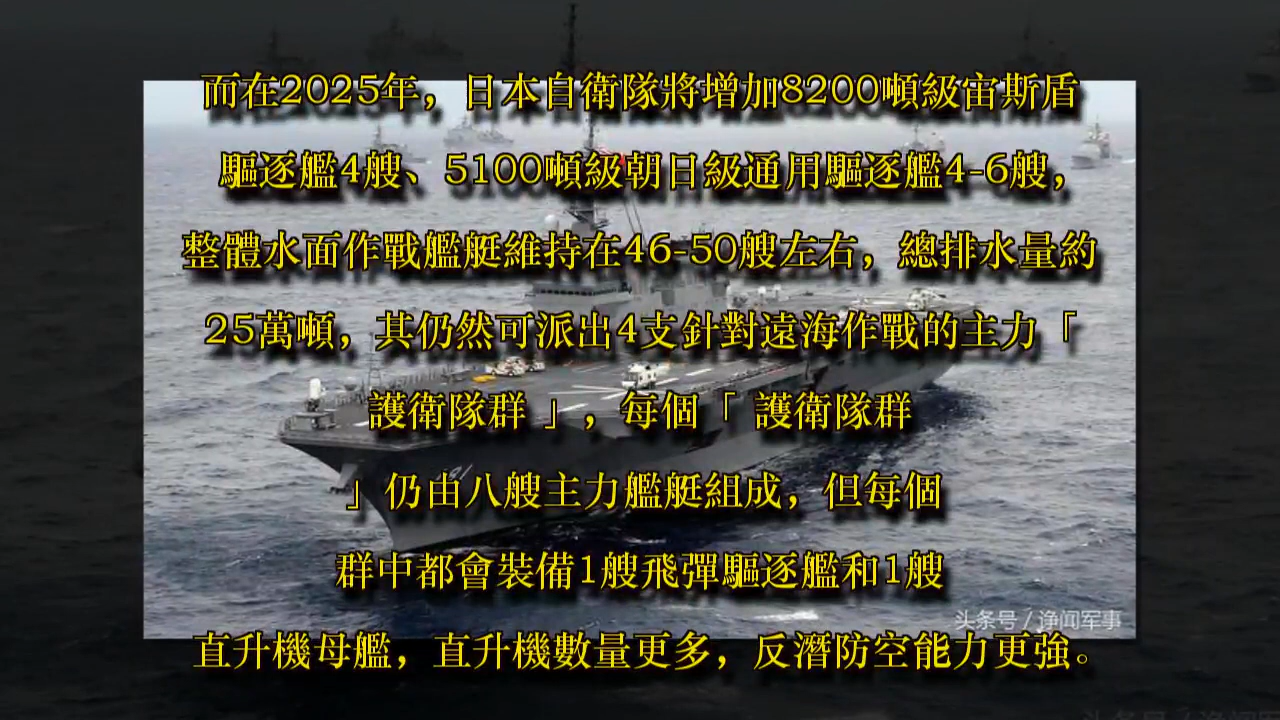 而在2025年，日本自衛隊將增加8200噸級宙斯盾
驅逐艦4艘、5100噸級朝日級通用驅逐艦4-6艘，
整體水面作戰艦艇維持在46-50艘左右，總排水量約
25萬噸，其仍然可派出4支針對遠海作戰的主力「
護衛隊群 」，每個「 護衛隊群
」仍由八艘主力艦艇組成，但每個
群中都會裝備1艘飛彈驅逐艦和1艘
直升機母艦，直升機數量更多，反潛防空能力更強。
头条号 / 净闻军事